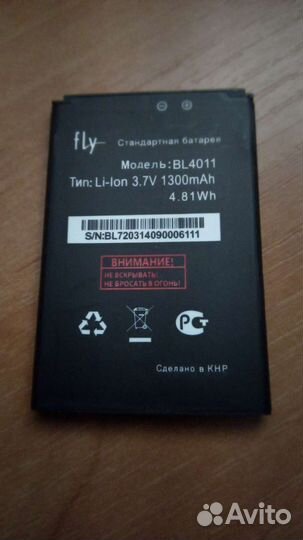 fly
Стандартная батарея
Модель: BL4011
Тип: Li-Ion 3.7V 1300mAh
4.81Wh
S/N:BL720314090006111
ВНИМАНИЕ!
НЕ ВСКРЫВАТЬ!
НЕ БРОСАТЬ В ОГОНЬ!
РСТ
Сделано в КНР
Avito